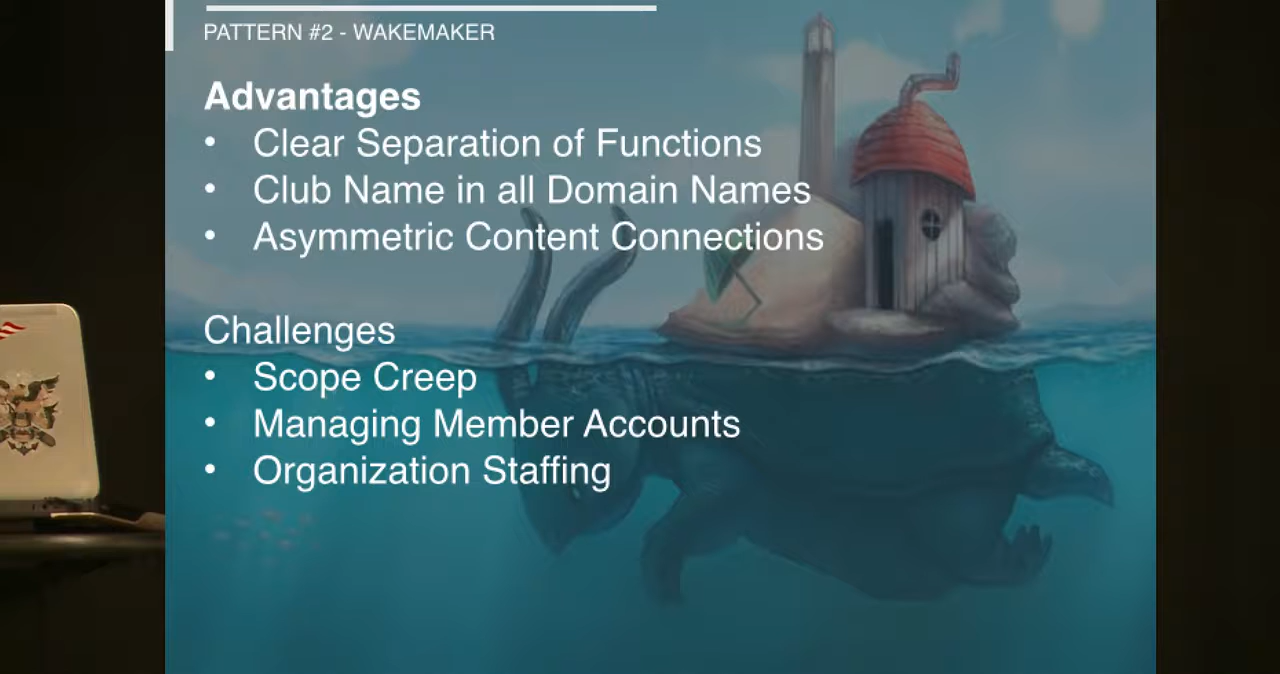 PATTERN #2 - WAKEMAKER
Advantages
• Clear Separation of Functions
• Club Name in all Domain Names
• Asymmetric Content Connections
Challenges
• Scope Creep
• Managing Member Accounts
• Organization Staffing